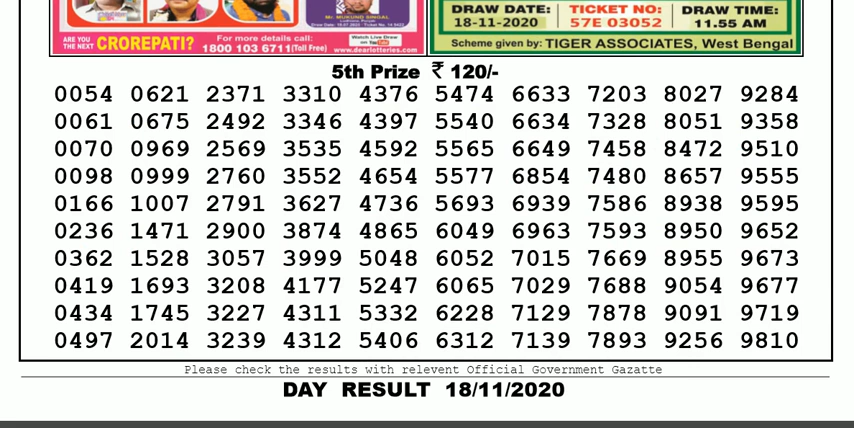 Mr. MUKUND SINGAL
ARE YOU THE NEXT CROREPATI?
For more details call:
1800 103 6711(Toll Free)
Watch Live Draw
www.dearlotteries.com
DRAW DATE: 18-11-2020
TICKET NO: 57E 03052
DRAW TIME: 11.55 AM
Scheme given by: TIGER ASSOCIATES, West Bengal
5th Prize ₹ 120/-
0054 0621 2371 3310 4376 5474 6633 7203 8027 9284
0061 0675 2492 3346 4397 5540 6634 7328 8051 9358
0070 0969 2569 3535 4592 5565 6649 7458 8472 9510
0098 0999 2760 3552 4654 5577 6854 7480 8657 9555
0166 1007 2791 3627 4736 5693 6939 7586 8938 9595
0236 1471 2900 3874 4865 6049 6963 7593 8950 9652
0362 1528 3057 3999 5048 6052 7015 7669 8955 9673
0419 1693 3208 4177 5247 6065 7029 7688 9054 9677
0434 1745 3227 4311 5332 6228 7129 7878 9091 9719
0497 2014 3239 4312 5406 6312 7139 7893 9256 9810
Please check the results with relevent Official Government Gazatte
DAY RESULT 18/11/2020